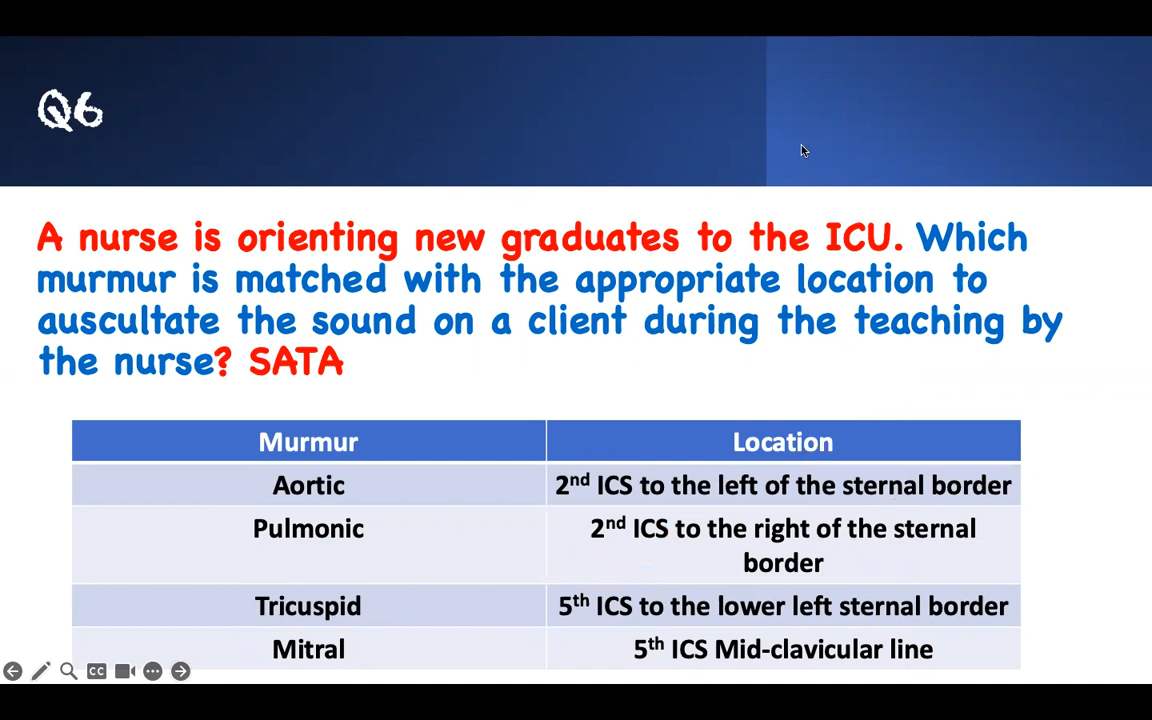 Q6
A nurse is orienting new graduates to the ICU. Which
murmur is matched with the appropriate location to
auscultate the sound on a client during the teaching by
the nurse? SATA
Murmur Location
Aortic 2nd ICS to the left of the sternal border
Pulmonic 2nd ICS to the right of the sternal
border
Tricuspid 5th ICS to the lower left sternal border
Mitral 5th ICS Mid-clavicular line
CC